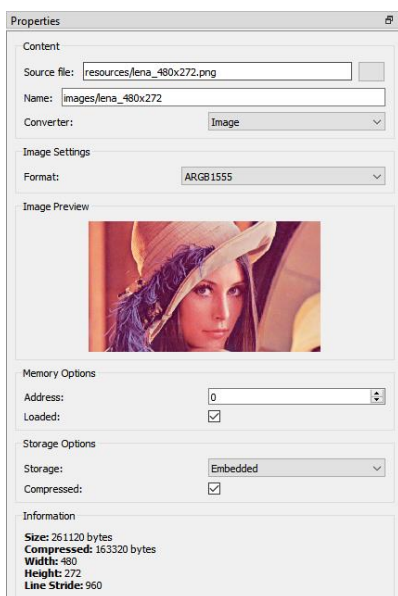 Properties
Content
Source file: resources/lena_480x272.png
Name: images/lena_480x272
Converter: Image
Image Settings
Format: ARGB1555
Image Preview
Memory Options
Address: 0
Loaded:
Storage Options
Storage: Embedded
Compressed:
Information
Size: 261120 bytes
Compressed: 163320 bytes
Width: 480
Height: 272
Line Stride: 960